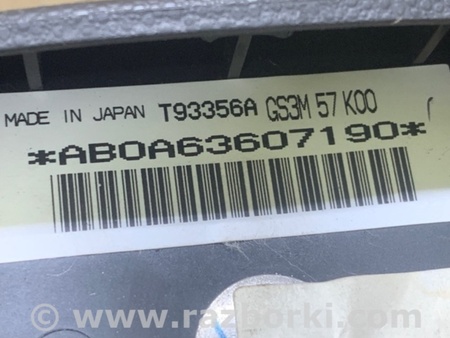 MADE IN JAPAN T93356A GS3M 57 K00
*AB0A63607190*
www.razborki.com